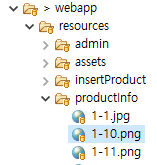 > webapp
resources
admin
assets
insertProduct
productInfo
1-1.jpg
1-10.png
1-11.png